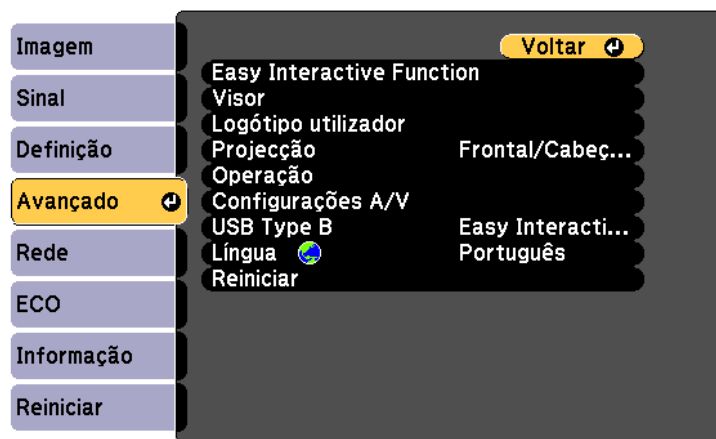 Imagem
Sinal
Definição
Avançado
Rede
ECO
Informação
Reiniciar
Voltar
Easy Interactive Function
Visor
Logótipo utilizador
Projecção Frontal/Cabeç...
Operação
Configurações A/V
USB Type B Easy Interacti...
Língua Português
Reiniciar